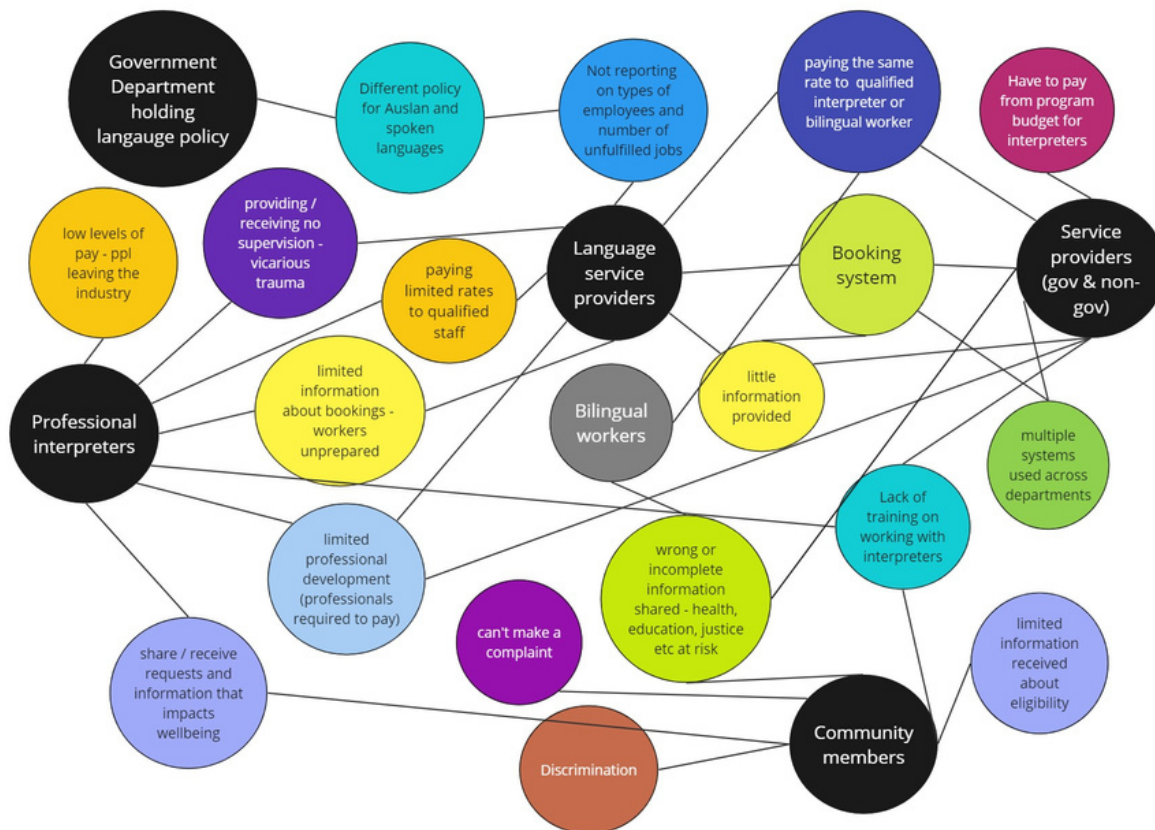 Government
Department
holding
langauge policy
Different policy
for Auslan and
spoken
languages
Not reporting
on types of
employees and
number of
unfulfilled jobs
paying the same
rate to  qualified
interpreter or
bilingual worker
Have to pay
from program
budget for
interpreters
low levels of
pay - ppl
leaving the
industry
providing /
receiving no
supervision -
vicarious
trauma
paying
limited rates
to qualified
staff
Language
service
providers
Booking
system
Service
providers
(gov & non-
gov)
Professional
interpreters
limited
information
about bookings -
workers
unprepared
Bilingual
workers
little
information
provided
multiple
systems
used across
departments
limited
professional
development
(professionals
required to pay)
wrong or
incomplete
information
shared - health,
education, justice
etc at risk
Lack of
training on
working with
interpreters
share / receive
requests and
information that
impacts
wellbeing
can't make a
complaint
limited
information
received
about
eligibility
Discrimination
Community
members